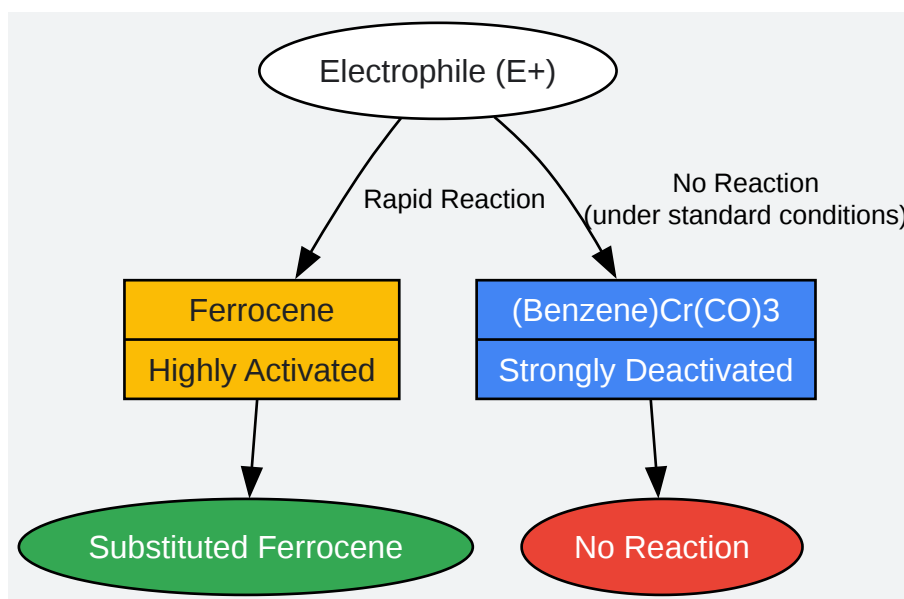 Electrophile (E+)
Rapid Reaction
No Reaction
(under standard conditions)
Ferrocene
Highly Activated
(Benzene)Cr(CO)3
Strongly Deactivated
Substituted Ferrocene
No Reaction